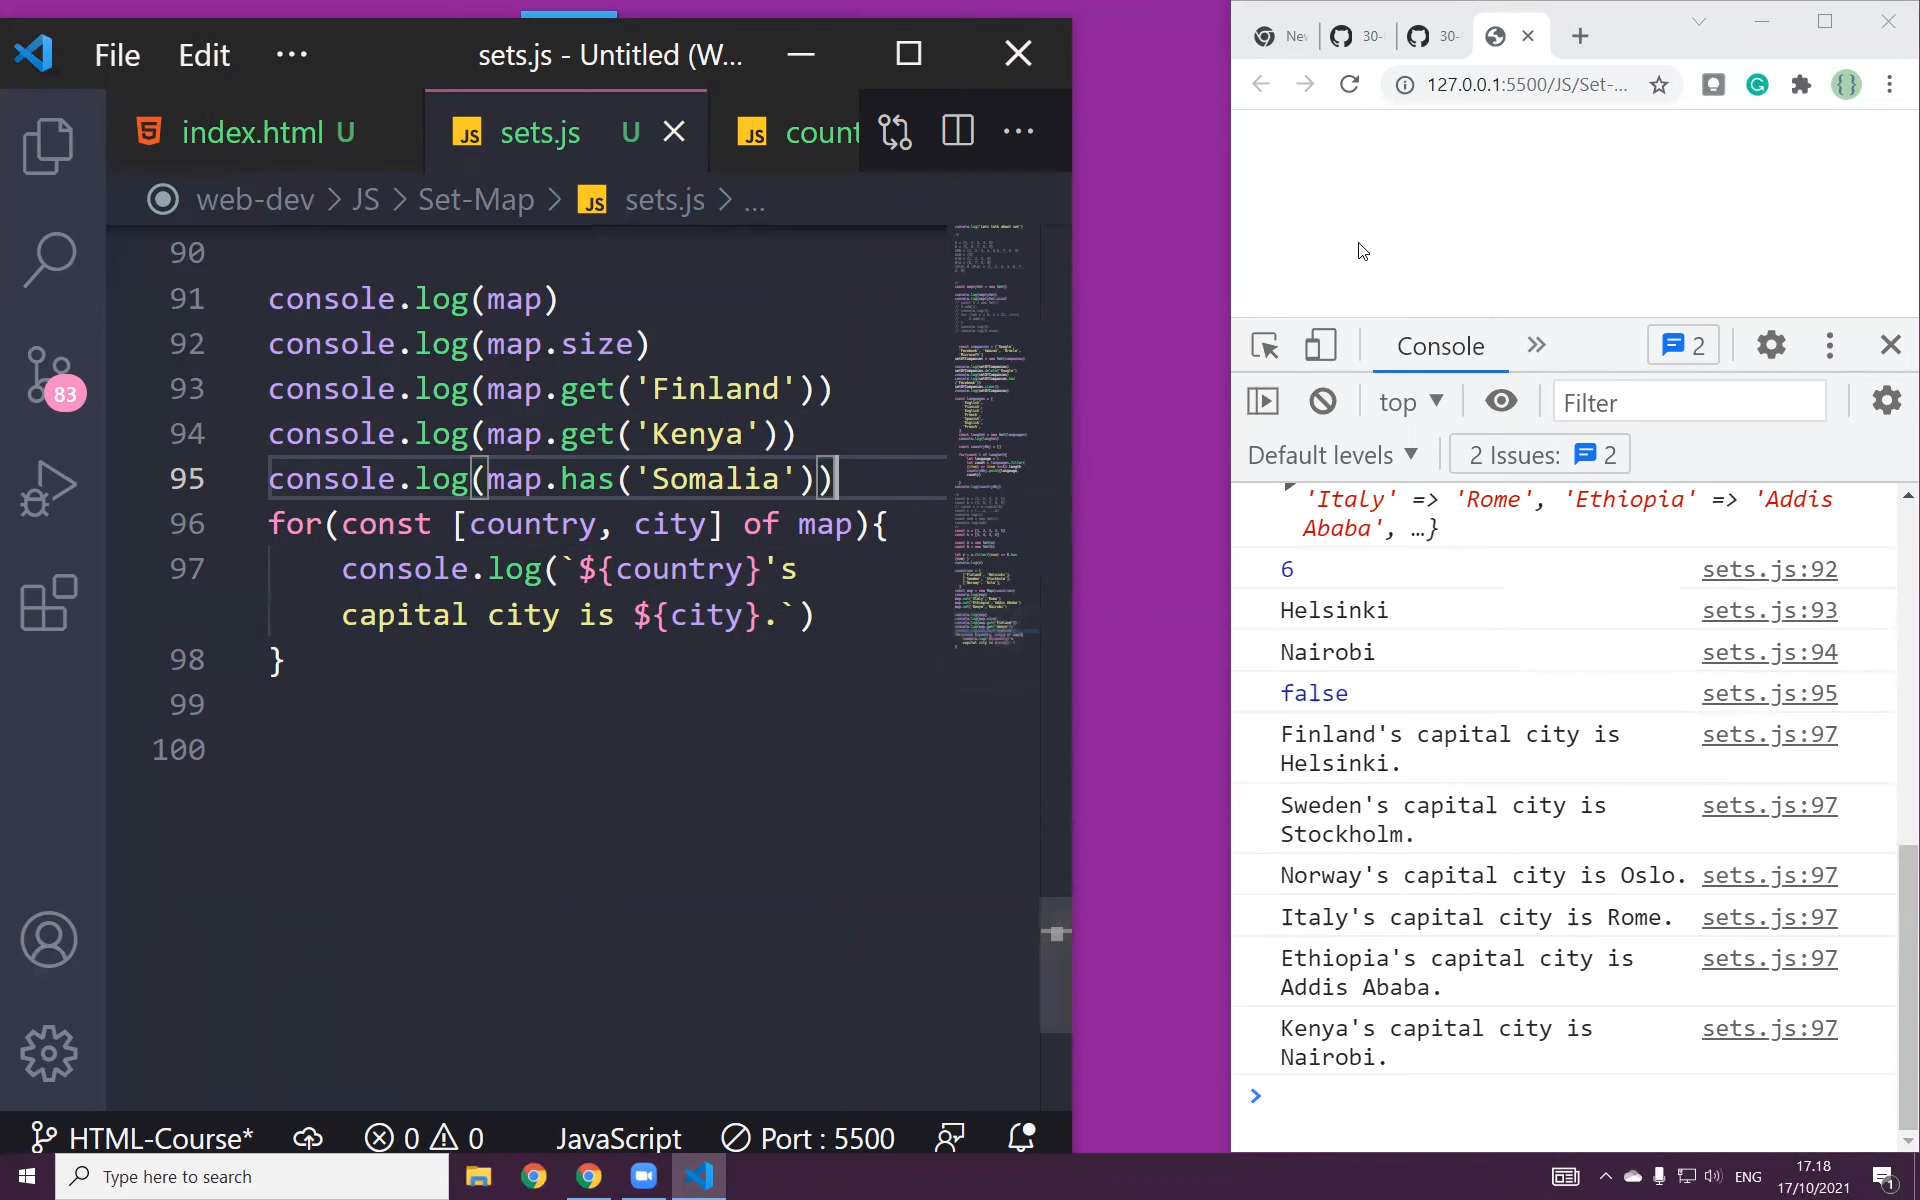 File Edit ··· sets.js - Untitled (W...
index.html U sets.js U count
web-dev > JS > Set-Map > sets.js > ...
90
91 console.log(map)
92 console.log(map.size)
93 console.log(map.get('Finland'))
94 console.log(map.get('Kenya'))
95 console.log(map.has('Somalia'))
96 for(const [country, city] of map){
97 console.log(`${country}'s
capital city is ${city}.`)
98 }
99
100
83
HTML-Course* 0 0 JavaScript Port : 5500
Nev 30- 30-
127.0.0.1:5500/JS/Set-...
Console 2
top Filter
Default levels 2 Issues: 2
'Italy' => 'Rome', 'Ethiopia' => 'Addis
Ababa', …}
6 sets.js:92
Helsinki sets.js:93
Nairobi sets.js:94
false sets.js:95
Finland's capital city is sets.js:97
Helsinki.
Sweden's capital city is sets.js:97
Stockholm.
Norway's capital city is Oslo. sets.js:97
Italy's capital city is Rome. sets.js:97
Ethiopia's capital city is sets.js:97
Addis Ababa.
Kenya's capital city is sets.js:97
Nairobi.
Type here to search
ENG 17.18
17/10/2021 1